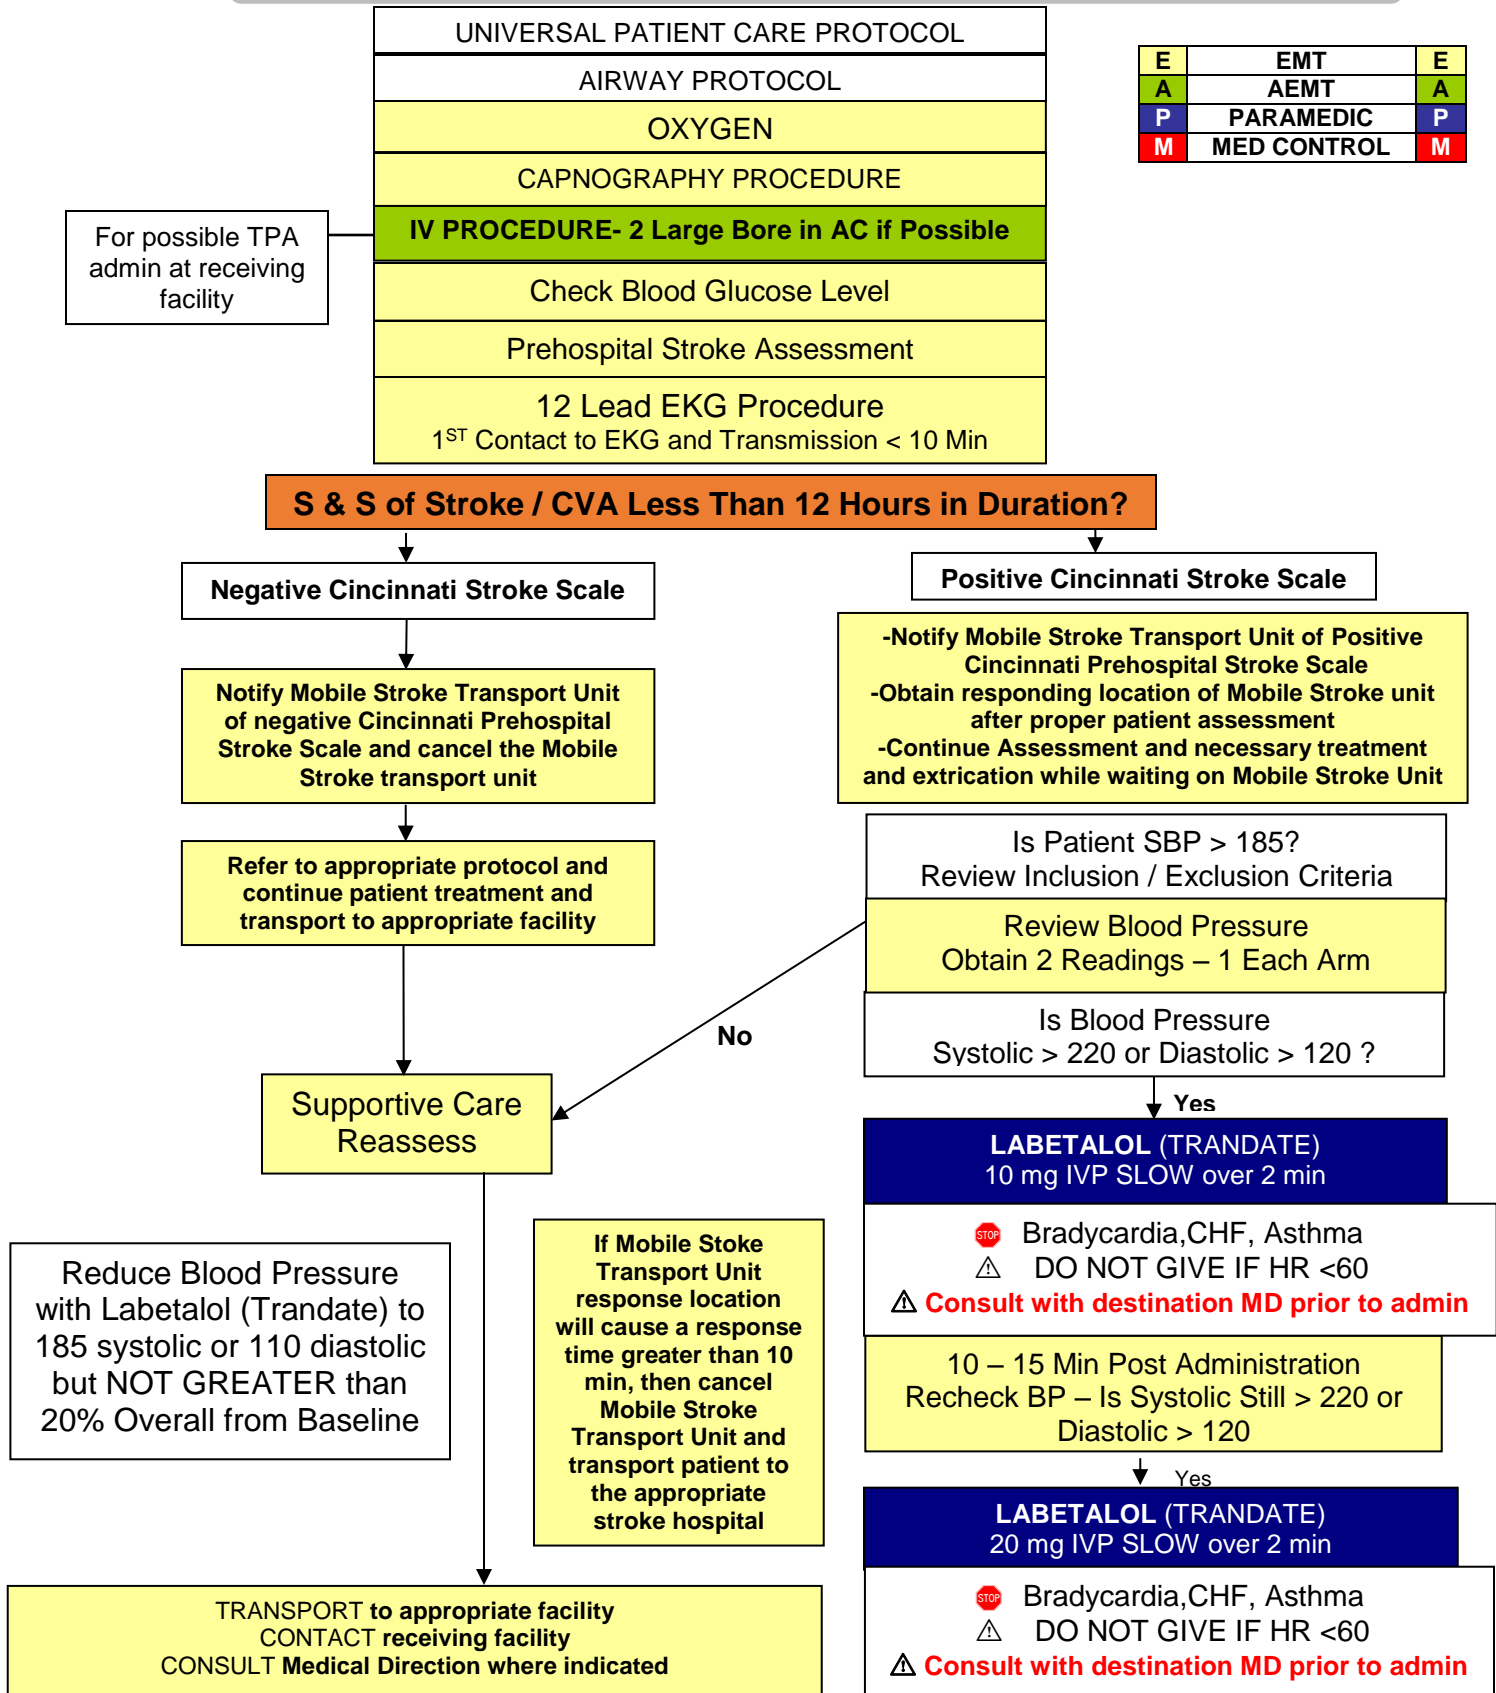 UNIVERSAL PATIENT CARE PROTOCOL
AIRWAY PROTOCOL
OXYGEN
CAPNOGRAPHY PROCEDURE
IV PROCEDURE- 2 Large Bore in AC if Possible
Check Blood Glucose Level
Prehospital Stroke Assessment
12 Lead EKG Procedure
1ST Contact to EKG and Transmission < 10 Min
E EMT E
A AEMT A
P PARAMEDIC P
M MED CONTROL M
For possible TPA
admin at receiving
facility
S & S of Stroke / CVA Less Than 12 Hours in Duration?
Negative Cincinnati Stroke Scale
Notify Mobile Stroke Transport Unit
of negative Cincinnati Prehospital
Stroke Scale and cancel the Mobile
Stroke transport unit
Refer to appropriate protocol and
continue patient treatment and
transport to appropriate facility
Positive Cincinnati Stroke Scale
-Notify Mobile Stroke Transport Unit of Positive
Cincinnati Prehospital Stroke Scale
-Obtain responding location of Mobile Stroke unit
after proper patient assessment
-Continue Assessment and necessary treatment
and extrication while waiting on Mobile Stroke Unit
Is Patient SBP > 185?
Review Inclusion / Exclusion Criteria
Review Blood Pressure
Obtain 2 Readings – 1 Each Arm
Is Blood Pressure
Systolic > 220 or Diastolic > 120 ?
No
Yes
Supportive Care
Reassess
LABETALOL (TRANDATE)
10 mg IVP SLOW over 2 min
STOP Bradycardia,CHF, Asthma
⚠ DO NOT GIVE IF HR <60
⚠ Consult with destination MD prior to admin
10 – 15 Min Post Administration
Recheck BP – Is Systolic Still > 220 or
Diastolic > 120
Yes
LABETALOL (TRANDATE)
20 mg IVP SLOW over 2 min
STOP Bradycardia,CHF, Asthma
⚠ DO NOT GIVE IF HR <60
⚠ Consult with destination MD prior to admin
Reduce Blood Pressure
with Labetalol (Trandate) to
185 systolic or 110 diastolic
but NOT GREATER than
20% Overall from Baseline
If Mobile Stoke
Transport Unit
response location
will cause a response
time greater than 10
min, then cancel
Mobile Stroke
Transport Unit and
transport patient to
the appropriate
stroke hospital
TRANSPORT to appropriate facility
CONTACT receiving facility
CONSULT Medical Direction where indicated